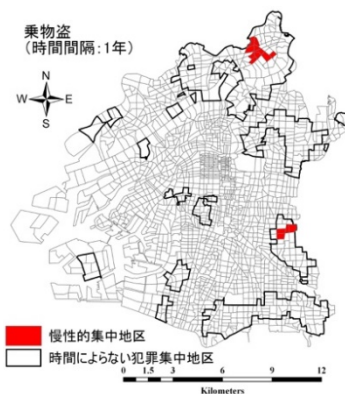 乗物盗
(時間間隔:1年)
N
W E
S
慢性的集中地区
時間によらない犯罪集中地区
0 1.5 3 6 9 12
Kilometers